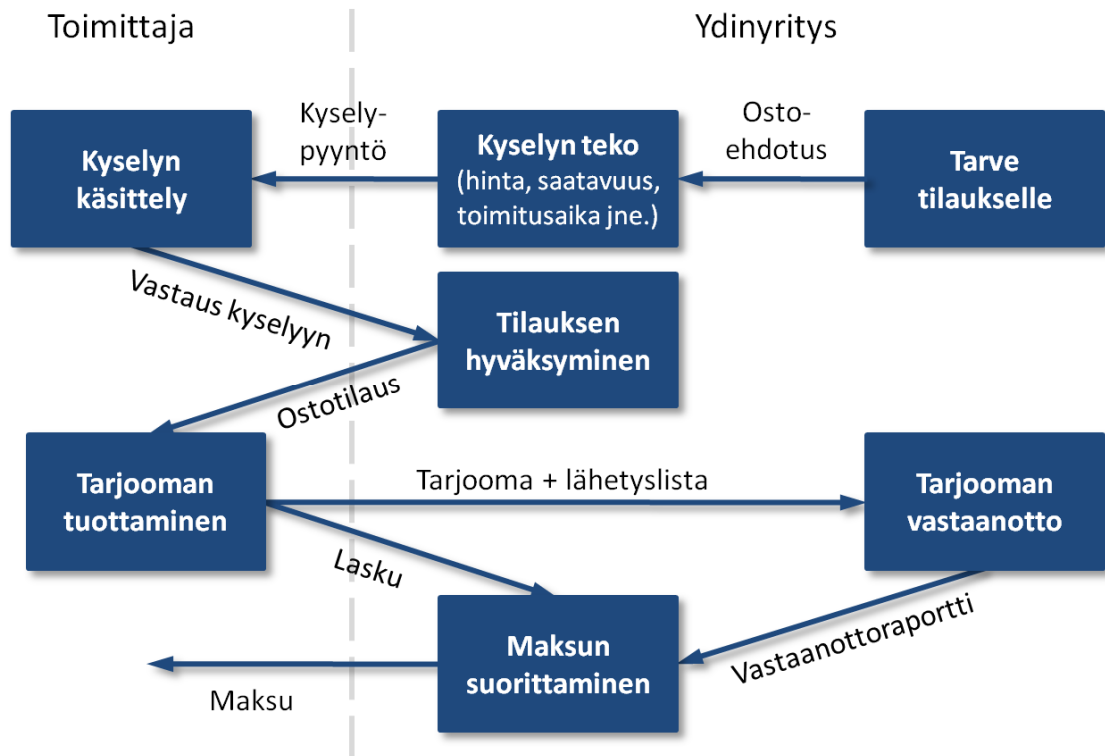 Toimittaja
Ydinyritys
Kyselyn
käsittely
Kysely-
pyyntö
Kyselyn teko
(hinta, saatavuus,
toimitusaika jne.)
Osto-
ehdotus
Tarve
tilaukselle
Vastaus kyselyyn
Tilauksen
hyväksyminen
Ostotilaus
Tarjooman
tuottaminen
Tarjooma + lähetyslista
Tarjooman
vastaanotto
Lasku
Maksun
suorittaminen
Vastaanottoraportti
Maksu